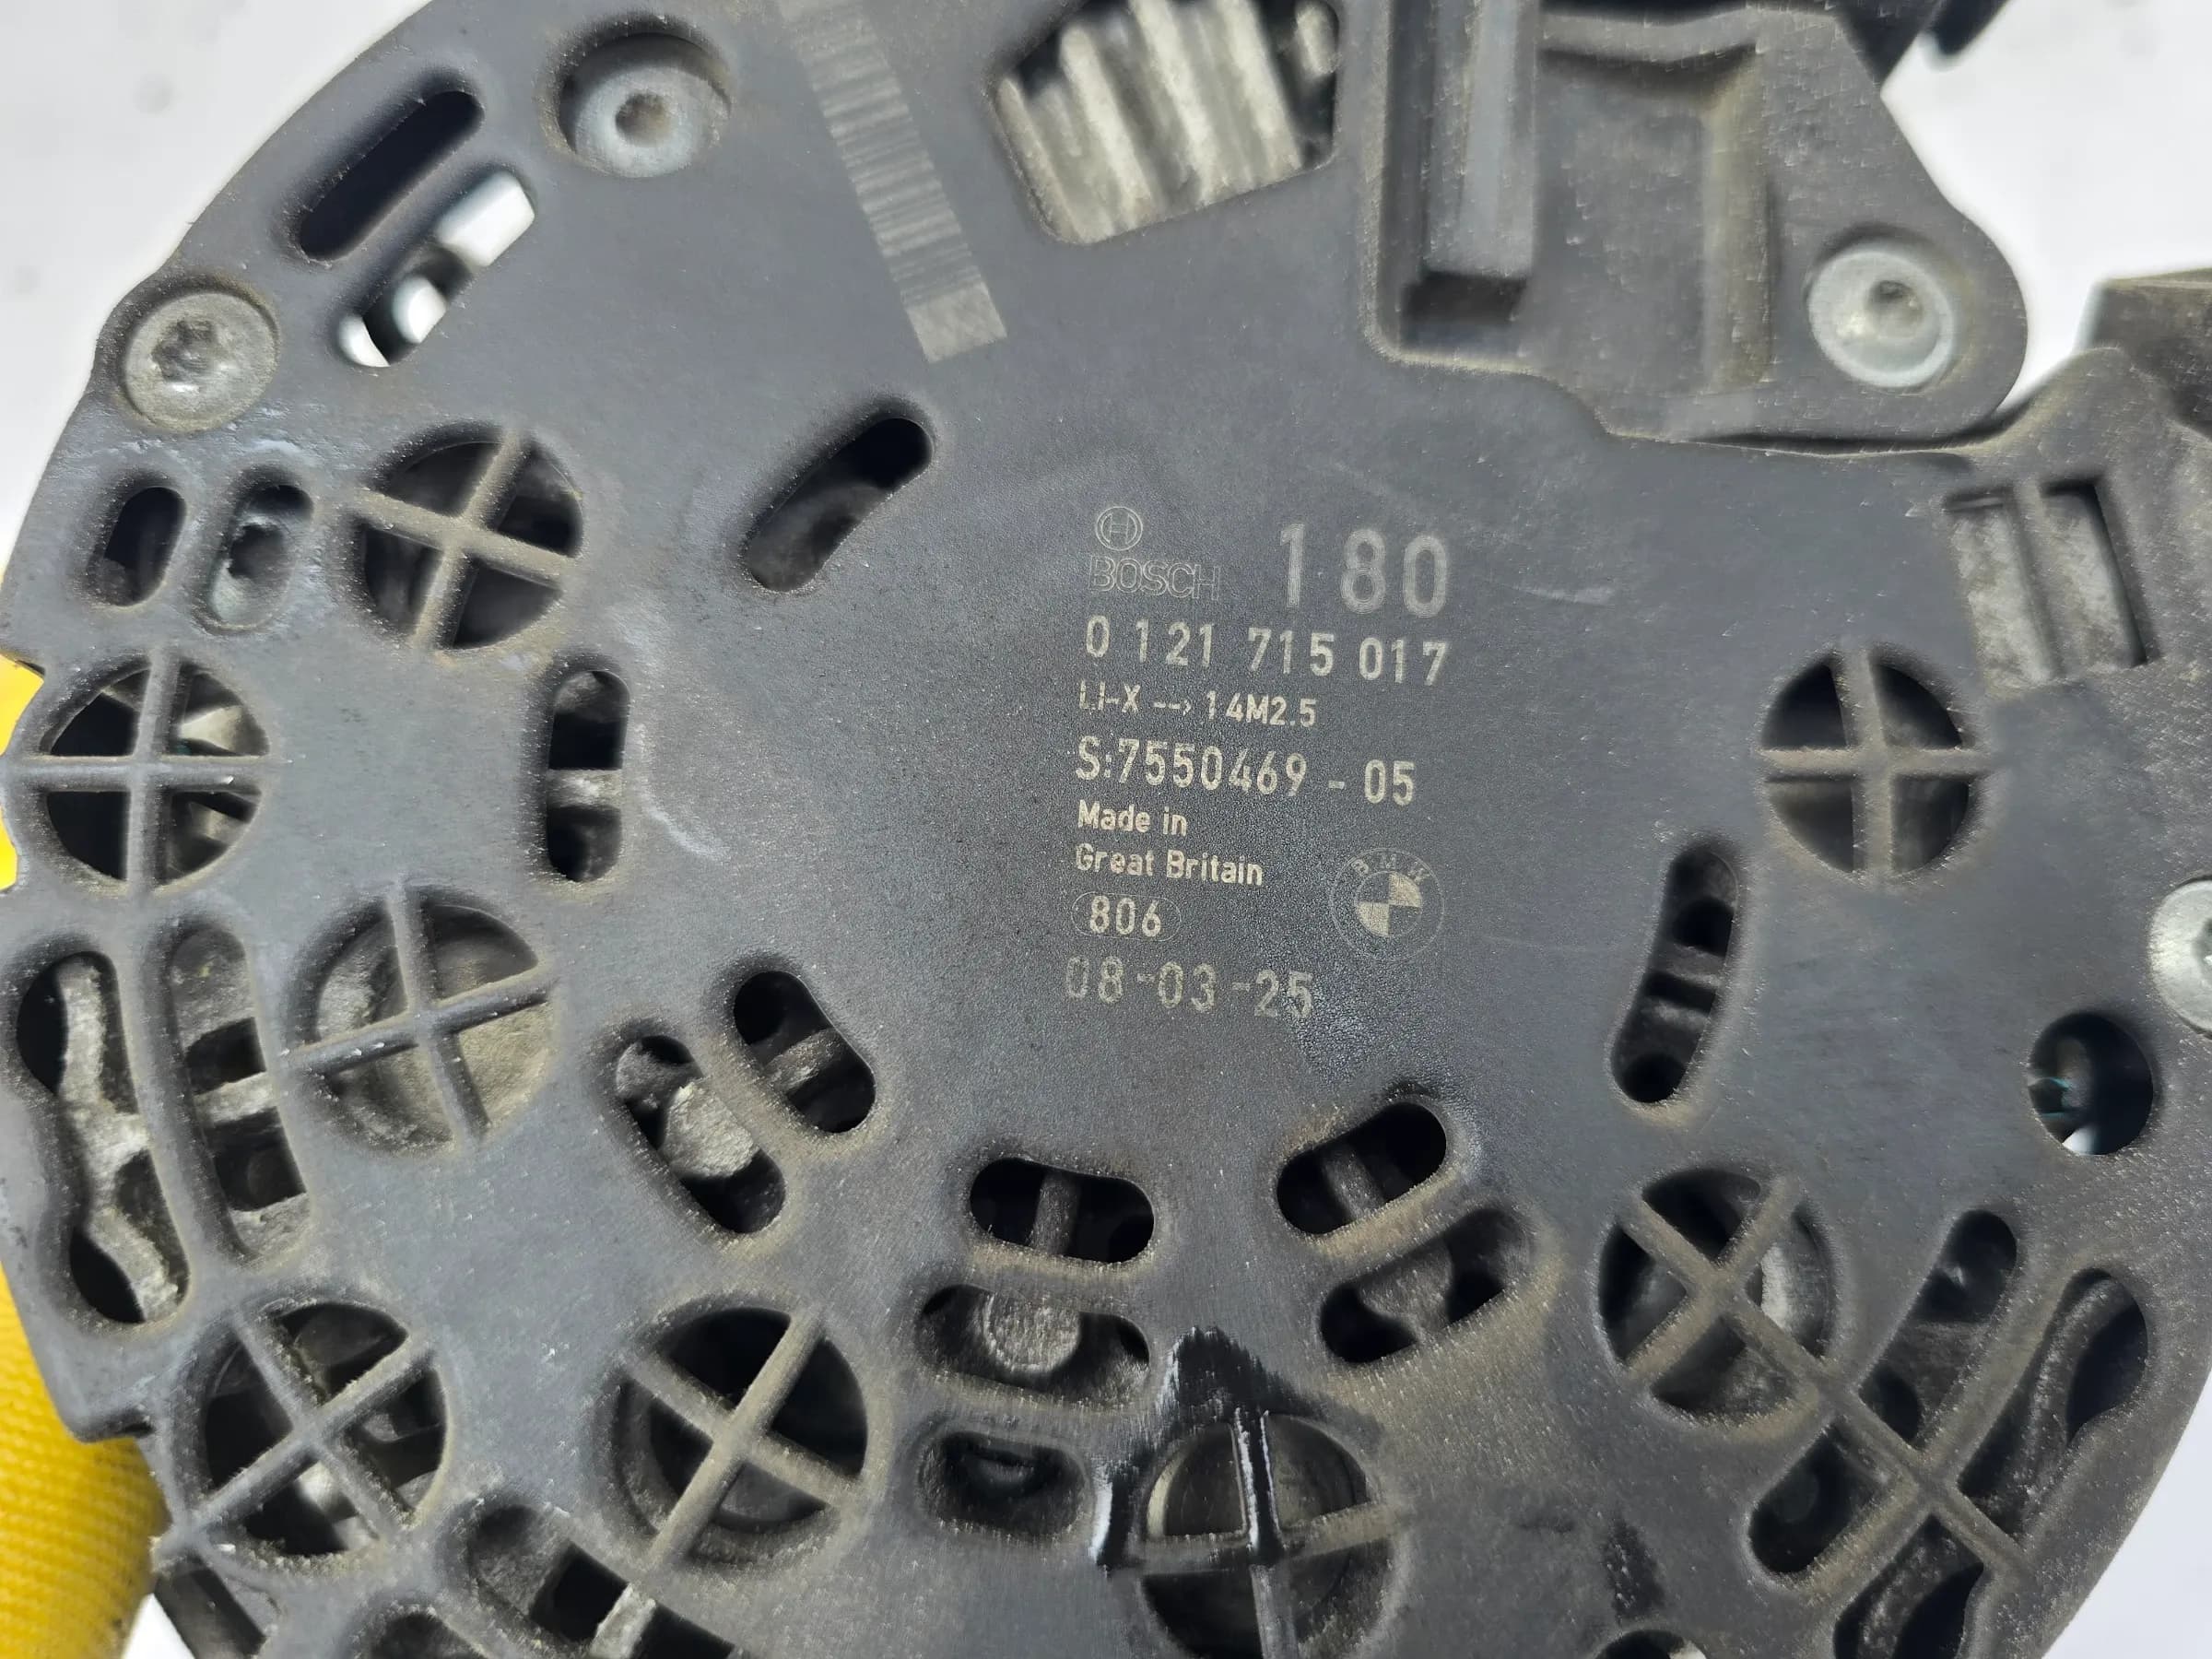 BOSCH 180
0 121 715 017
LI-X --> 14M2.5
S:7550469 - 05
Made in
Great Britain
BMW
806
08-03-25